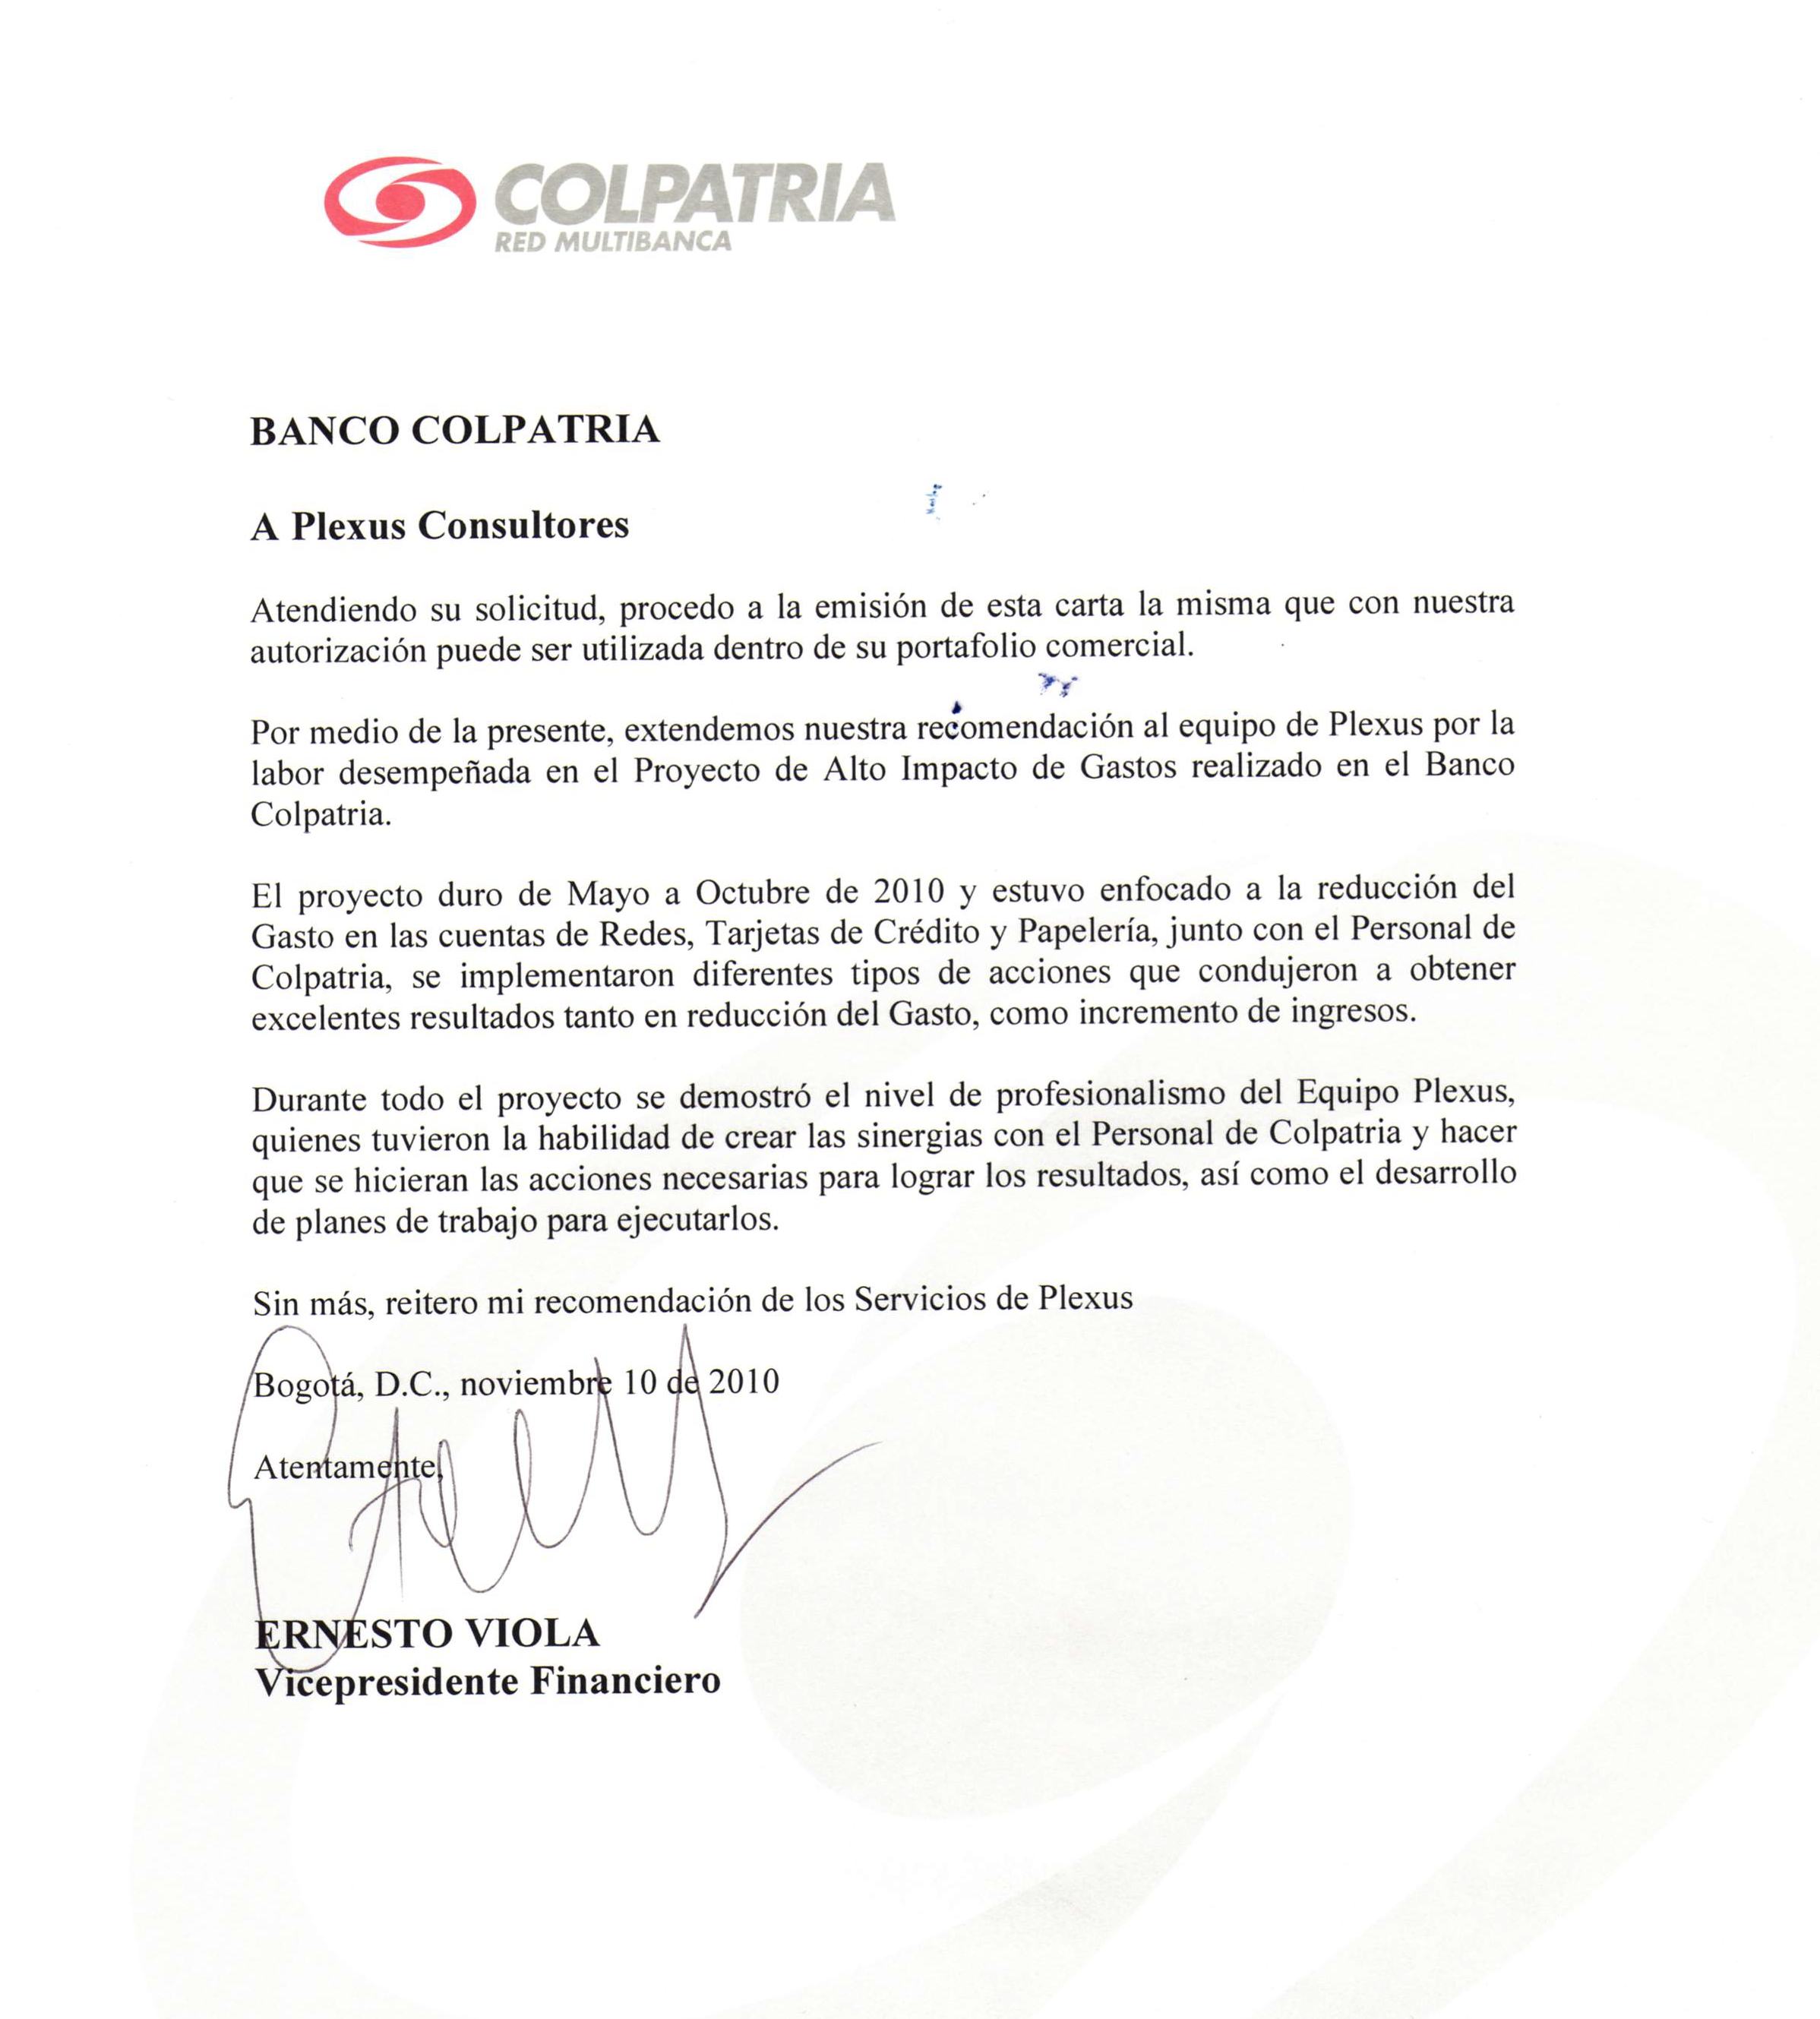 COLPATRIA
RED MULTIBANCA
BANCO COLPATRIA
A Plexus Consultores
Atendiendo su solicitud, procedo a la emisión de esta carta la misma que con nuestra
autorización puede ser utilizada dentro de su portafolio comercial.
Por medio de la presente, extendemos nuestra recomendación al equipo de Plexus por la
labor desempeñada en el Proyecto de Alto Impacto de Gastos realizado en el Banco
Colpatria.
El proyecto duro de Mayo a Octubre de 2010 y estuvo enfocado a la reducción del
Gasto en las cuentas de Redes, Tarjetas de Crédito y Papelería, junto con el Personal de
Colpatria, se implementaron diferentes tipos de acciones que condujeron a obtener
excelentes resultados tanto en reducción del Gasto, como incremento de ingresos.
Durante todo el proyecto se demostró el nivel de profesionalismo del Equipo Plexus,
quienes tuvieron la habilidad de crear las sinergias con el Personal de Colpatria y hacer
que se hicieran las acciones necesarias para lograr los resultados, así como el desarrollo
de planes de trabajo para ejecutarlos.
Sin más, reitero mi recomendación de los Servicios de Plexus
Bogotá, D.C., noviembre 10 de 2010
Atentamente,
ERNESTO VIOLA
Vicepresidente Financiero